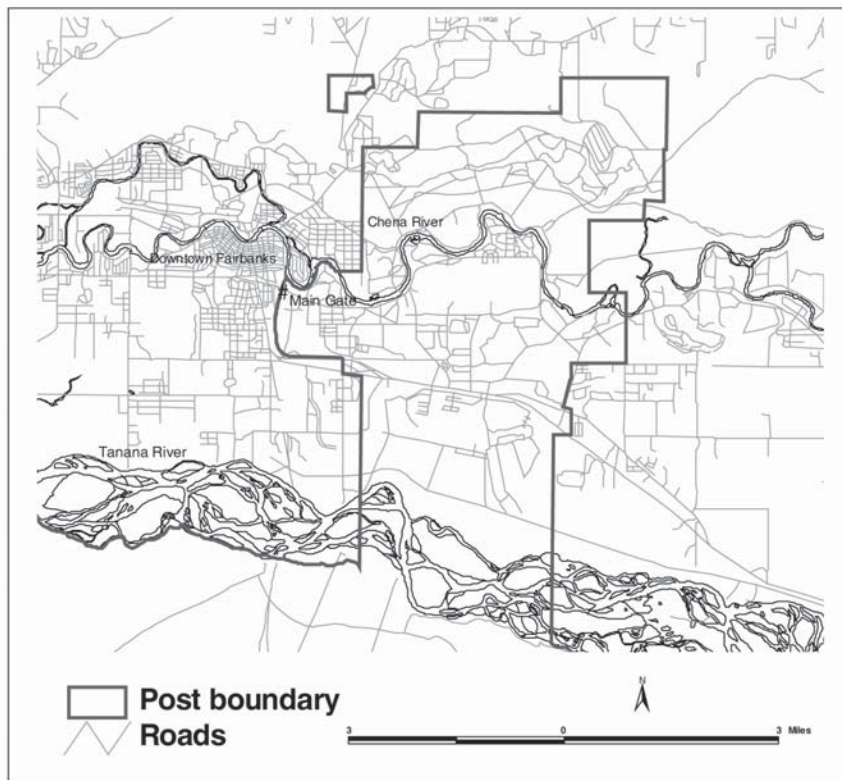 Chena River
Downtown Fairbanks
Main Gate
Tanana River
Post boundary
Roads
N
3 0 3 Miles